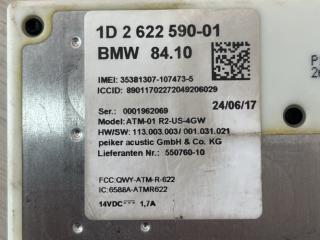 1D 2 622 590-01
BMW 84.10
IMEI: 35381307-107473-5
ICCID: 89011702272049206029
24/06/17
Ser.: 0001962069
Model: ATM-01 R2-US-4GW
HW/SW: 113.003.003/ 001.031.021
peiker acustic GmbH & Co. KG
Lieferanten Nr.: 550760-10
FCC:QWY-ATM-R-622
IC:6588A-ATMR622
14VDC 1,7A